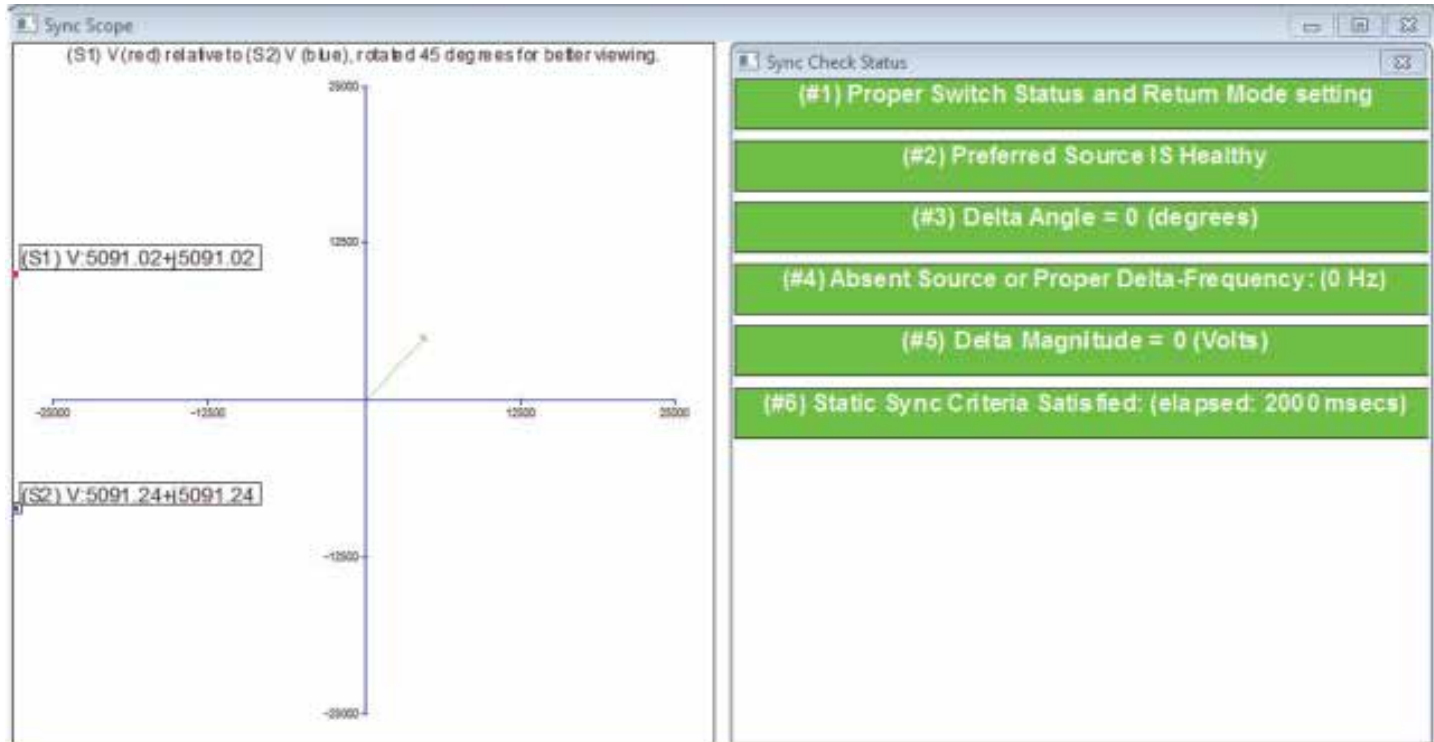 Sync Scope
(S1) V (red) relative to (S2) V (blue), rotated 45 degrees for better viewing.
25000
12500
(S1) V:5091.02+j5091.02
-25000
-12500
12500
25000
(S2) V:5091.24+j5091.24
-12500
-25000
Sync Check Status
(#1) Proper Switch Status and Return Mode setting
(#2) Preferred Source IS Healthy
(#3) Delta Angle = 0 (degrees)
(#4) Absent Source or Proper Delta-Frequency: (0 Hz)
(#5) Delta Magnitude = 0 (Volts)
(#6) Static Sync Criteria Satisfied: (elapsed: 2000 msecs)